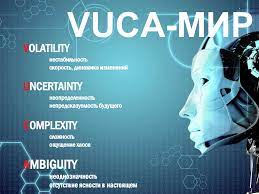 VUCA-МИР
VOLATILITY
нестабильность
скорость, динамика изменений
UNCERTAINTY
неопределенность
непредсказуемость будущего
COMPLEXITY
сложность
ощущение хаоса
AMBIGUITY
неоднозначность
отсутствие ясности в настоящем